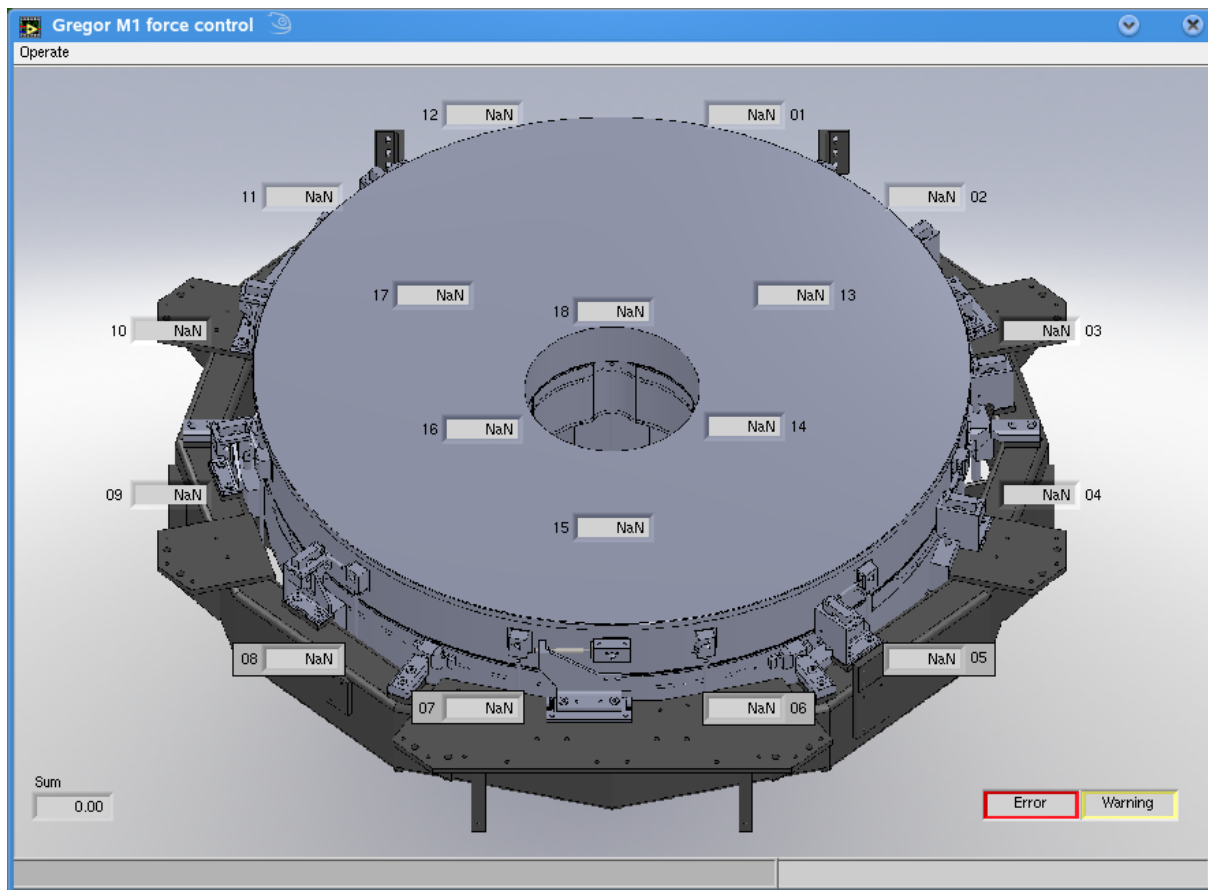 Gregor M1 force control
Operate
12 NaN NaN 01
11 NaN NaN 02
17 NaN NaN 13
18 NaN
10 NaN NaN 03
16 NaN NaN 14
09 NaN NaN 04
15 NaN
08 NaN NaN 05
07 NaN NaN 06
Sum
0.00
Error Warning